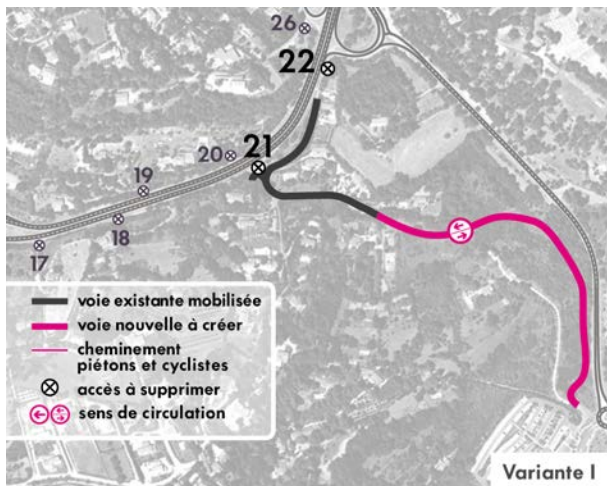 26
22
21
20
19
18
17
voie existante mobilisée
voie nouvelle à créer
cheminement
piétons et cyclistes
accès à supprimer
sens de circulation
Variante I